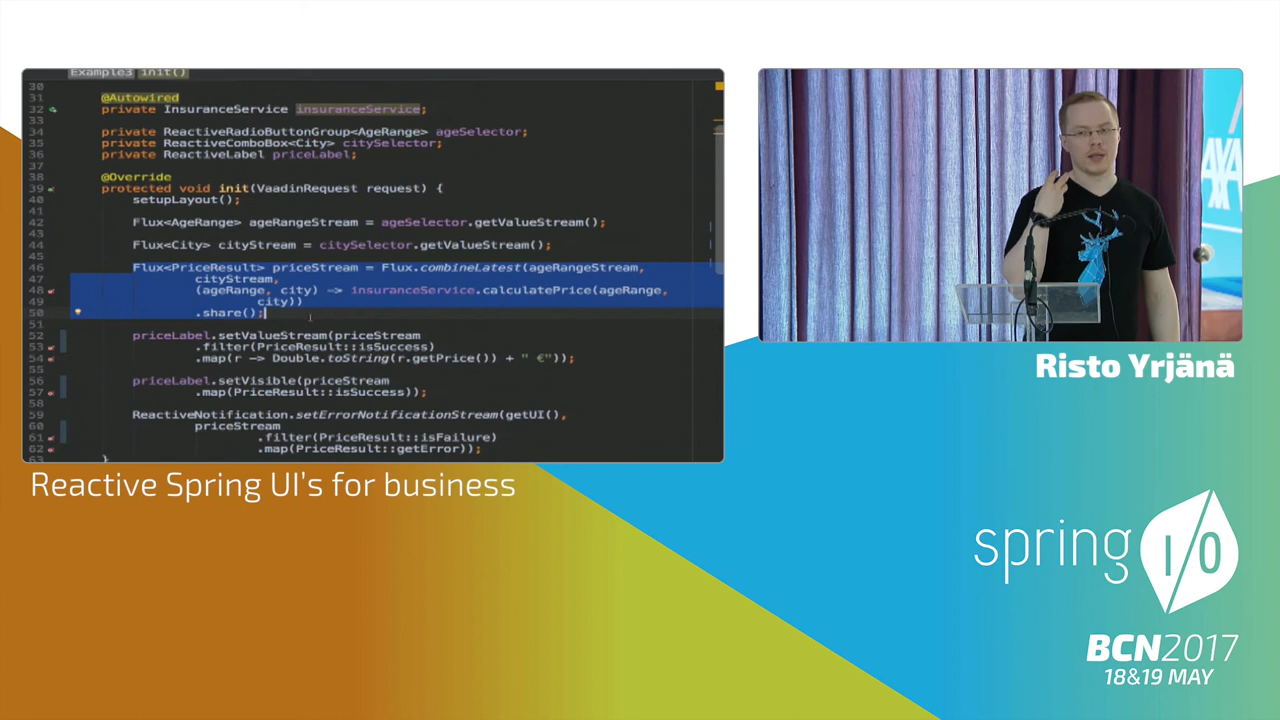 Example3 init()
30
31 @Autowired
32 private InsuranceService insuranceService;
33
34 private ReactiveRadioButtonGroup<AgeRange> ageSelector;
35 private ReactiveComboBox<City> citySelector;
36 private ReactiveLabel priceLabel;
37
38 @Override
39 protected void init(VaadinRequest request) {
40 setupLayout();
41
42 Flux<AgeRange> ageRangeStream = ageSelector.getValueStream();
43
44 Flux<City> cityStream = citySelector.getValueStream();
45
46 Flux<PriceResult> priceStream = Flux.combineLatest(ageRangeStream,
47 cityStream,
48 (ageRange, city) -> insuranceService.calculatePrice(ageRange,
49 city))
50 .share();
51
52 priceLabel.setValueStream(priceStream
53 .filter(PriceResult::isSuccess)
54 .map(r -> Double.toString(r.getPrice()) + " €"));
55
56 priceLabel.setVisible(priceStream
57 .map(PriceResult::isSuccess));
58
59 ReactiveNotification.setErrorNotificationStream(getUI(),
60 priceStream
61 .filter(PriceResult::isFailure)
62 .map(PriceResult::getError));
63 }
Risto Yrjänä
Reactive Spring UI's for business
spring I/O
BCN2017
18&19 MAY